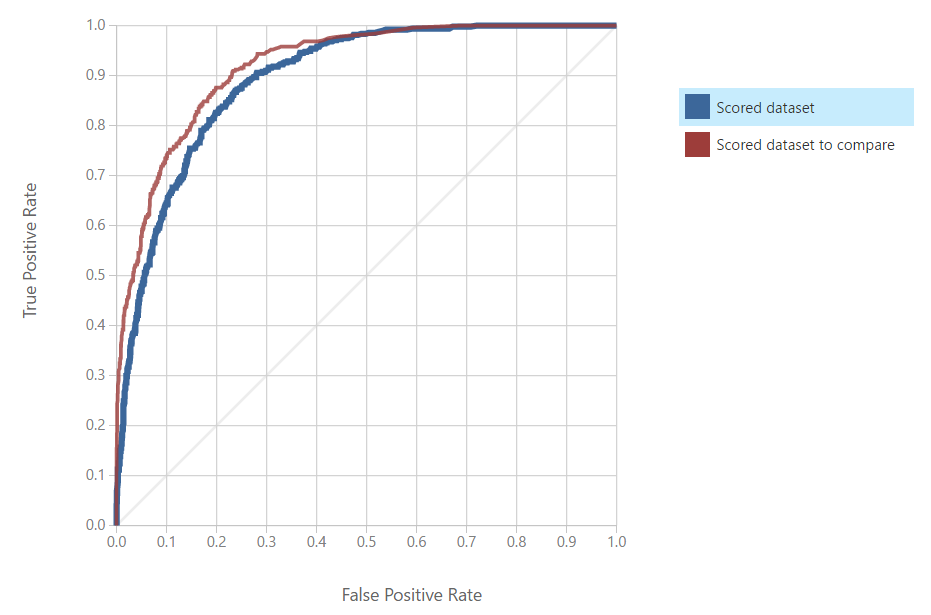 1.0
0.9
0.8
0.7
0.6
0.5
0.4
0.3
0.2
0.1
0.0
True Positive Rate
0.0 0.1 0.2 0.3 0.4 0.5 0.6 0.7 0.8 0.9 1.0
False Positive Rate
Scored dataset
Scored dataset to compare